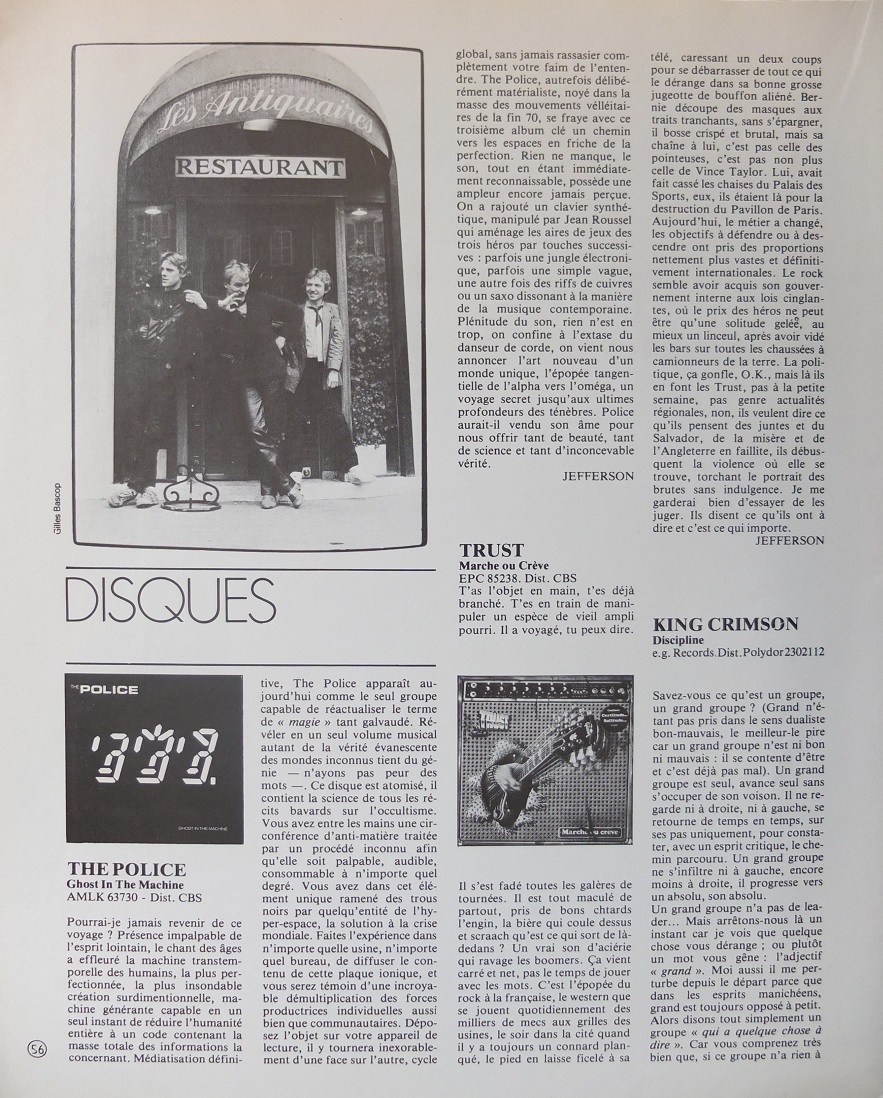 Les Antiquaires
RESTAURANT
Gilles Bascop
DISQUES
THE POLICE
GHOST IN THE MACHINE
THE POLICE
Ghost In The Machine
AMLK 63730 - Dist. CBS
Pourrai-je jamais revenir de ce
voyage ? Présence impalpable de
l'esprit lointain, le chant des âges
a effleuré la machine transtem-
porelle des humains, la plus per-
fectionnée, la plus insondable
création surdimentionnelle, ma-
chine générante capable en un
seul instant de réduire l'humanité
entière à un code contenant la
masse totale des informations la
concernant. Médiatisation défini-
tive, The Police apparaît au-
jourd'hui comme le seul groupe
capable de réactualiser le terme
de « magie » tant galvaudé. Ré-
véler en un seul volume musical
autant de la vérité évanescente
des mondes inconnus tient du gé-
nie — n'ayons pas peur des
mots —. Ce disque est atomisé, il
contient la science de tous les ré-
cits bavards sur l'occultisme.
Vous avez entre les mains une cir-
conférence d'anti-matière traitée
par un procédé inconnu afin
qu'elle soit palpable, audible,
consommable à n'importe quel
degré. Vous avez dans cet élé-
ment unique ramené des trous
noirs par quelqu'entité de l'hy-
per-espace, la solution à la crise
mondiale. Faites l'expérience dans
n'importe quelle usine, n'importe
quel bureau, de diffuser le con-
tenu de cette plaque ionique, et
vous serez témoin d'une incroya-
ble démultiplication des forces
productrices individuelles aussi
bien que communautaires. Dépo-
sez l'objet sur votre appareil de
lecture, il y tournera inexorable-
ment d'une face sur l'autre, cycle
global, sans jamais rassasier com-
plètement votre faim de l'enten-
dre. The Police, autrefois délibé-
rément matérialiste, noyé dans la
masse des mouvements velléitai-
res de la fin 70, se fraye avec ce
troisième album clé un chemin
vers les espaces en friche de la
perfection. Rien ne manque, le
son, tout en étant immédiate-
ment reconnaissable, possède une
ampleur encore jamais perçue.
On a rajouté un clavier synthé-
tique, manipulé par Jean Roussel
qui aménage les aires de jeux des
trois héros par touches successi-
ves : parfois une jungle électroni-
que, parfois une simple vague,
une autre fois des riffs de cuivres
ou un saxo dissonant à la manière
de la musique contemporaine.
Plénitude du son, rien n'est en
trop, on confine à l'extase du
danseur de corde, on vient nous
annoncer l'art nouveau d'un
monde unique, l'épopée tangen-
tielle de l'alpha vers l'oméga, un
voyage secret jusqu'aux ultimes
profondeurs des ténèbres. Police
aurait-il vendu son âme pour
nous offrir tant de beauté, tant
de science et tant d'inconcevable
vérité.
JEFFERSON
TRUST
Marche ou Crève
EPC 85238. Dist. CBS
T'as l'objet en main, t'es déjà
branché. T'es en train de mani-
puler un espèce de vieil ampli
pourri. Il a voyagé, tu peux dire.
TRUST
Marche ou crève
Il s'est fadé toutes les galères de
tournées. Il est tout maculé de
partout, pris de bons chtards
l'engin, la bière qui coule dessus
et scraach qu'est ce qui sort de là-
dedans ? Un vrai son d'aciérie
qui ravage les boomers. Ça vient
carré et net, pas le temps de jouer
avec les mots. C'est l'épopée du
rock à la française, le western que
se jouent quotidiennement des
milliers de mecs aux grilles des
usines, le soir dans la cité quand
il y a toujours un connard plan-
qué, le pied en laisse ficelé à sa
télé, caressant un deux coups
pour se débarrasser de tout ce qui
le dérange dans sa bonne grosse
jugeotte de bouffon aliéné. Ber-
nie découpe des masques aux
traits tranchants, sans s'épargner,
il bosse crispé et brutal, mais sa
chaîne à lui, c'est pas celle des
pointeuses, c'est pas non plus
celle de Vince Taylor. Lui, avait
fait cassé les chaises du Palais des
Sports, eux, ils étaient là pour la
destruction du Pavillon de Paris.
Aujourd'hui, le métier a changé,
les objectifs à défendre ou à des-
cendre ont pris des proportions
nettement plus vastes et définiti-
vement internationales. Le rock
semble avoir acquis son gouver-
nement interne aux lois cinglan-
tes, où le prix des héros ne peut
être qu'une solitude gelée, au
mieux un linceul, après avoir vidé
les bars sur toutes les chaussées à
camionneurs de la terre. La poli-
tique, ça gonfle, O.K., mais là ils
en font les Trust, pas à la petite
semaine, pas genre actualités
régionales, non, ils veulent dire ce
qu'ils pensent des juntes et du
Salvador, de la misère et de
l'Angleterre en faillite, ils débus-
quent la violence où elle se
trouve, torchant le portrait des
brutes sans indulgence. Je me
garderai bien d'essayer de les
juger. Ils disent ce qu'ils ont à
dire et c'est ce qui importe.
JEFFERSON
KING CRIMSON
Discipline
e.g. Records. Dist. Polydor 2302112
Savez-vous ce qu'est un groupe,
un grand groupe ? (Grand n'é-
tant pas pris dans le sens dualiste
bon-mauvais, le meilleur-le pire
car un grand groupe n'est ni bon
ni mauvais : il se contente d'être
et c'est déjà pas mal). Un grand
groupe est seul, avance seul sans
s'occuper de son voison. Il ne re-
garde ni à droite, ni à gauche, se
retourne de temps en temps, sur
ses pas uniquement, pour consta-
ter, avec un esprit critique, le che-
min parcouru. Un grand groupe
ne s'infiltre ni à gauche, encore
moins à droite, il progresse vers
un absolu, son absolu.
Un grand groupe n'a pas de lea-
der... Mais arrêtons-nous là un
instant car je vois que quelque
chose vous dérange ; ou plutôt
un mot vous gêne : l'adjectif
« grand ». Moi aussi il me per-
turbe depuis le départ parce que
dans les esprits manichéens,
grand est toujours opposé à petit.
Alors disons tout simplement un
groupe « qui a quelque chose à
dire ». Car vous comprenez très
bien que, si ce groupe n'a rien à
56